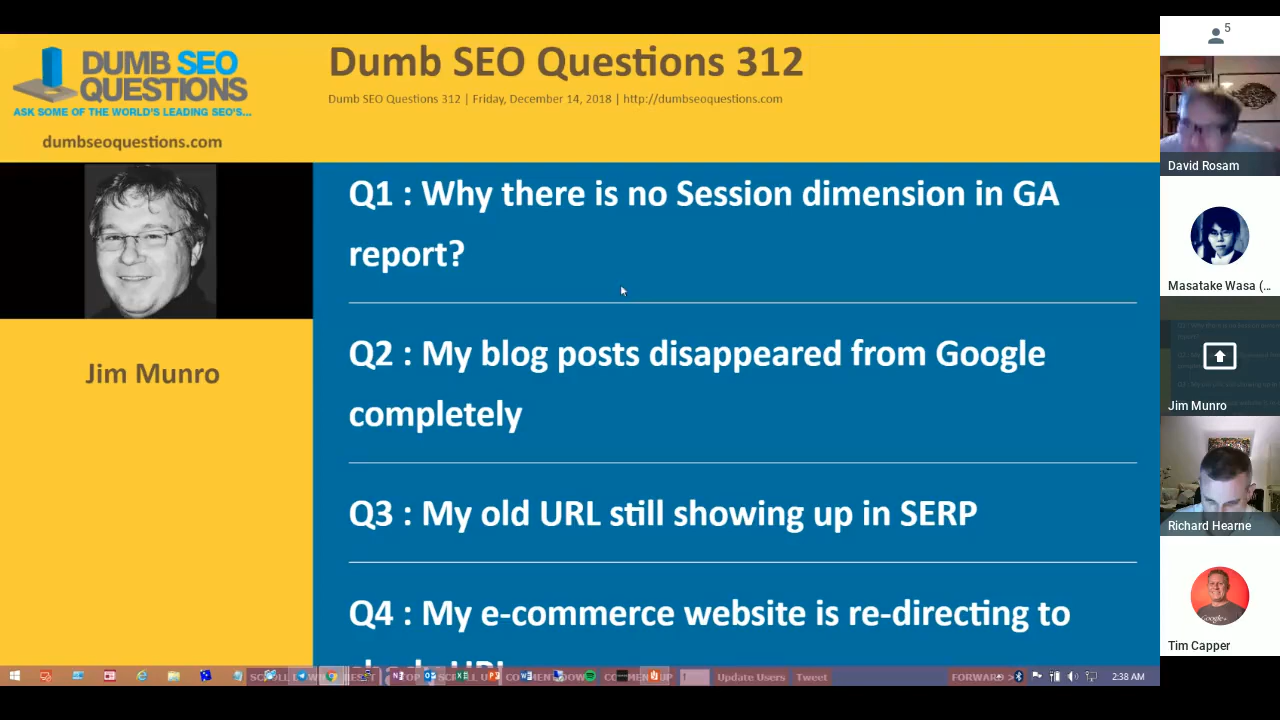 DUMB SEO
QUESTIONS
ASK SOME OF THE WORLD'S LEADING SEO'S...
dumbseoquestions.com
Dumb SEO Questions 312
Dumb SEO Questions 312 | Friday, December 14, 2018 | http://dumbseoquestions.com
Jim Munro
Q1 : Why there is no Session dimension in GA
report?
Q2 : My blog posts disappeared from Google
completely
Q3 : My old URL still showing up in SERP
Q4 : My e-commerce website is re-directing to
5
David Rosam
Masatake Wasa (...
Jim Munro
Richard Hearne
Google+
Tim Capper
Update Users
Tweet
FORWARD >
2:38 AM